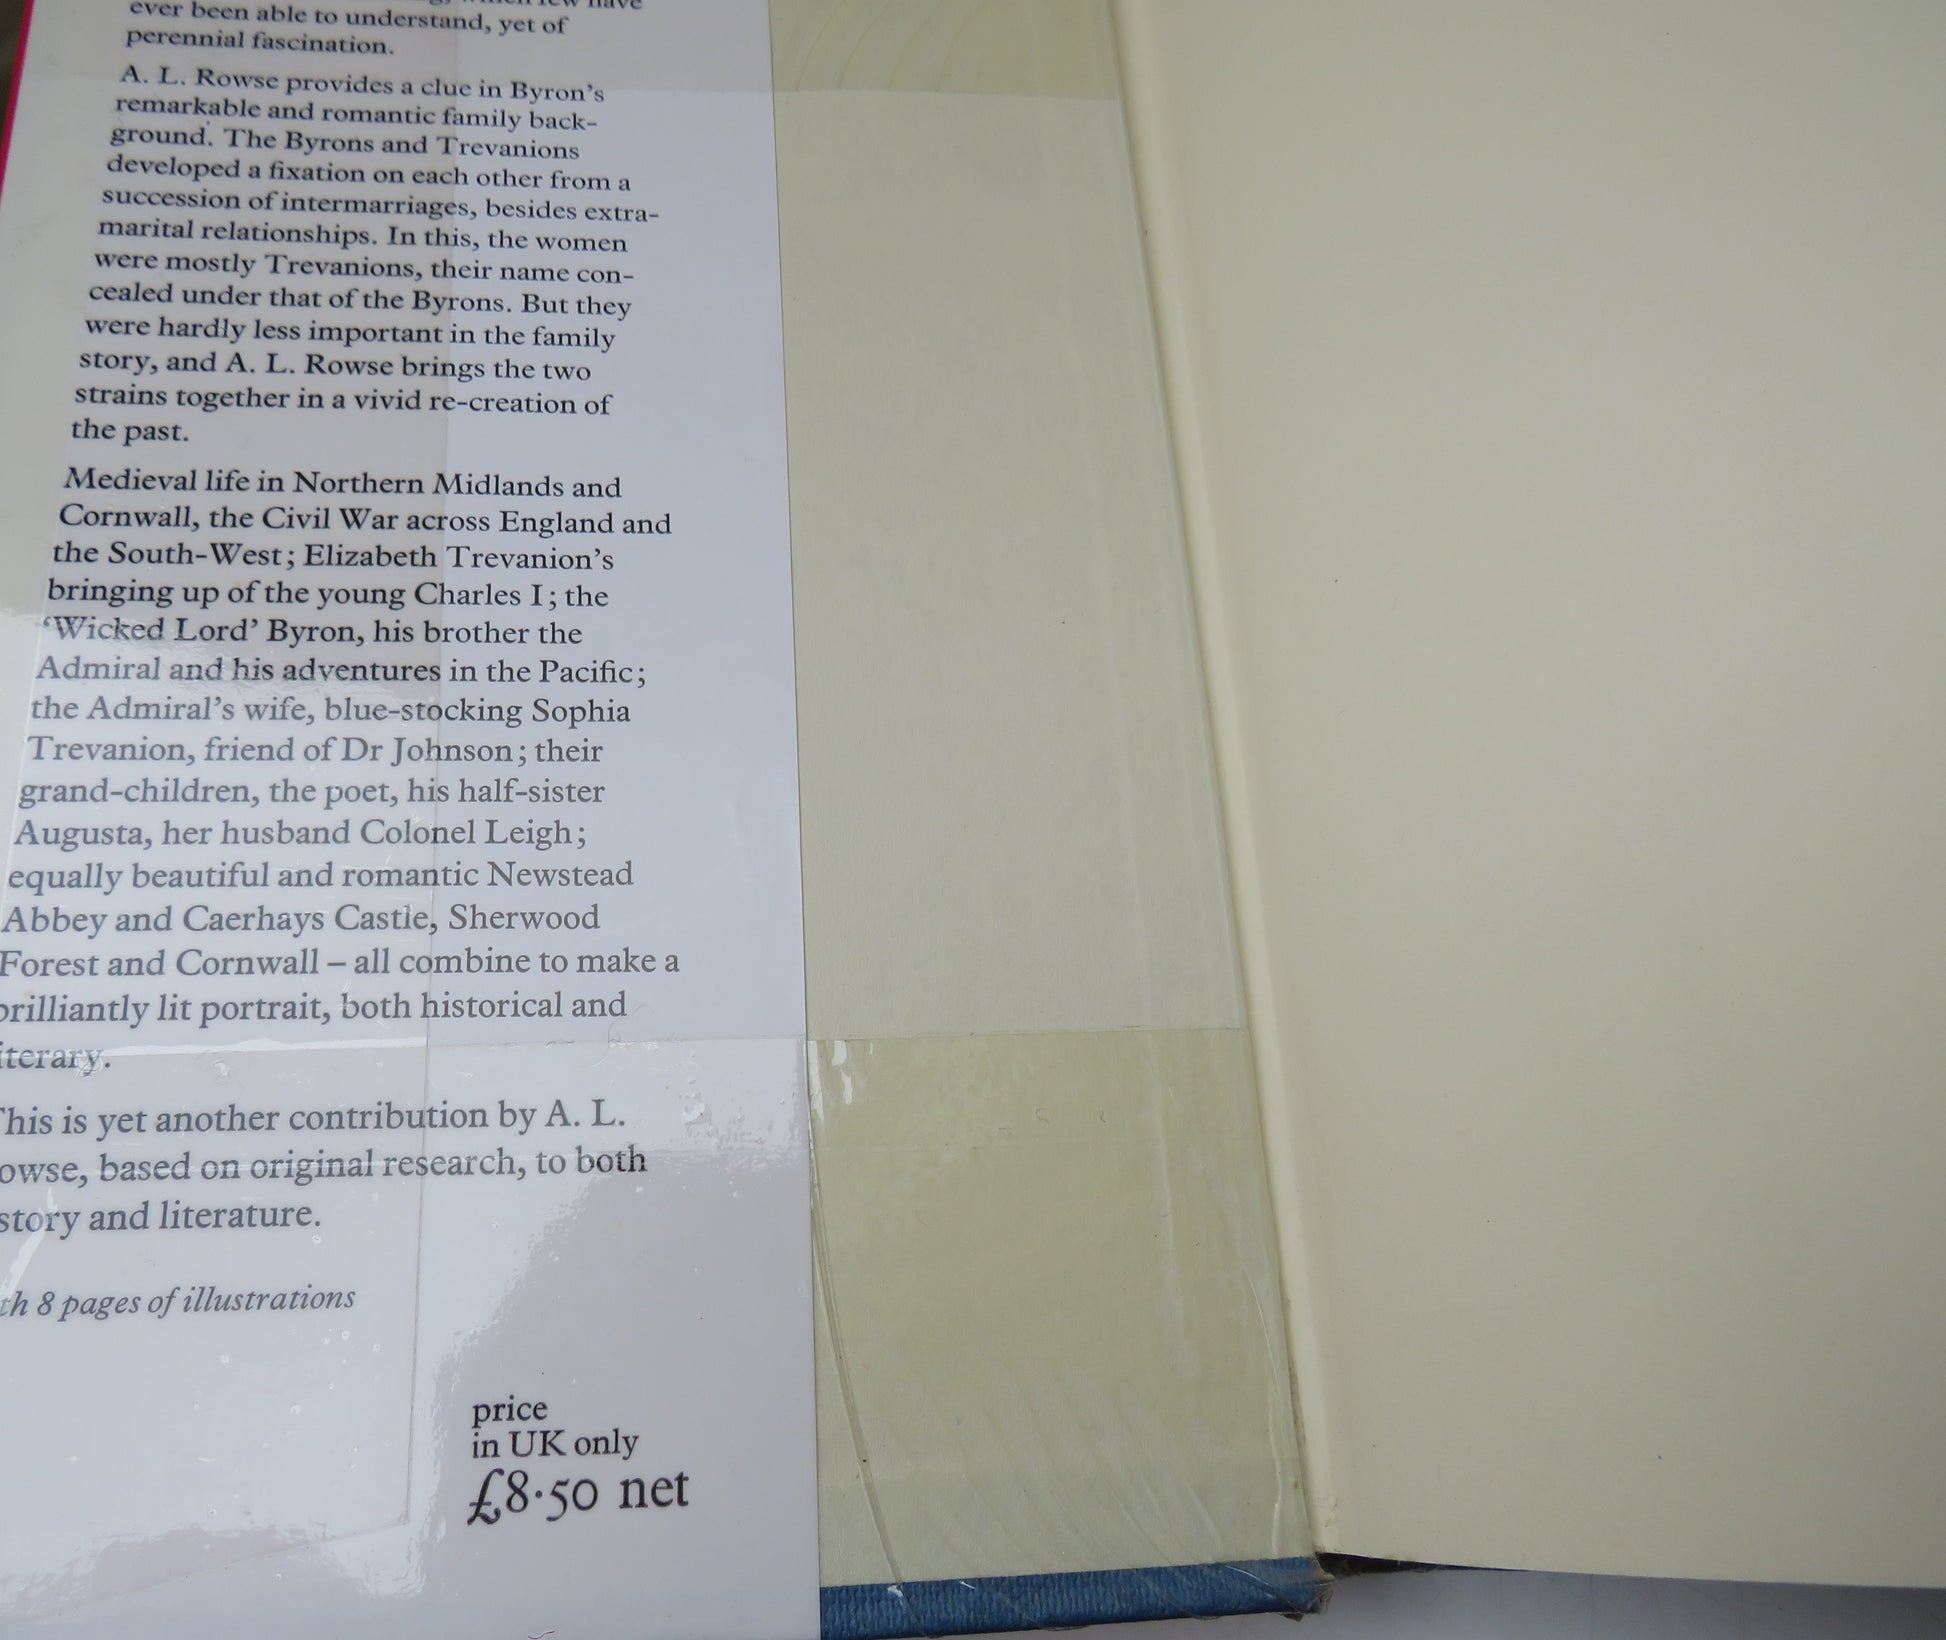 few have
ever been able to understand, yet of
perennial fascination.
A. L. Rowse provides a clue in Byron's
remarkable and romantic family back-
ground. The Byrons and Trevanions
developed a fixation on each other from a
succession of intermarriages, besides extra-
marital relationships. In this, the women
were mostly Trevanions, their name con-
cealed under that of the Byrons. But they
were hardly less important in the family
story, and A. L. Rowse brings the two
strains together in a vivid re-creation of
the past.
Medieval life in Northern Midlands and
Cornwall, the Civil War across England and
the South-West; Elizabeth Trevanion's
bringing up of the young Charles I; the
'Wicked Lord' Byron, his brother the
Admiral and his adventures in the Pacific;
the Admiral's wife, blue-stocking Sophia
Trevanion, friend of Dr Johnson; their
grand-children, the poet, his half-sister
Augusta, her husband Colonel Leigh;
equally beautiful and romantic Newstead
Abbey and Caerhays Castle, Sherwood
Forest and Cornwall – all combine to make a
brilliantly lit portrait, both historical and
iterary.
This is yet another contribution by A. L.
owse, based on original research, to both
story and literature.
th 8 pages of illustrations
price
in UK only
£8·50 net